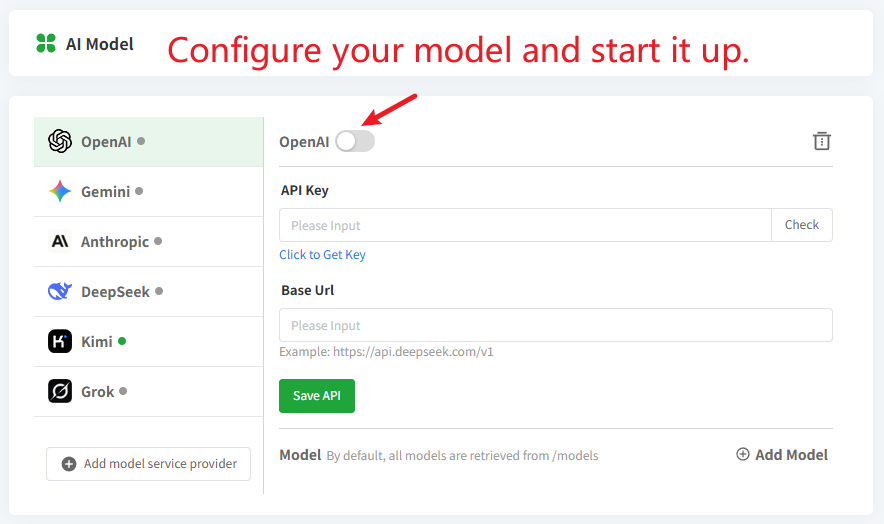 AI Model
Configure your model and start it up.
OpenAI
Gemini
Anthropic
DeepSeek
Kimi
Grok
Add model service provider
OpenAI
API Key
Please Input
Check
Click to Get Key
Base Url
Please Input
Example: https://api.deepseek.com/v1
Save API
Model By default, all models are retrieved from /models
Add Model